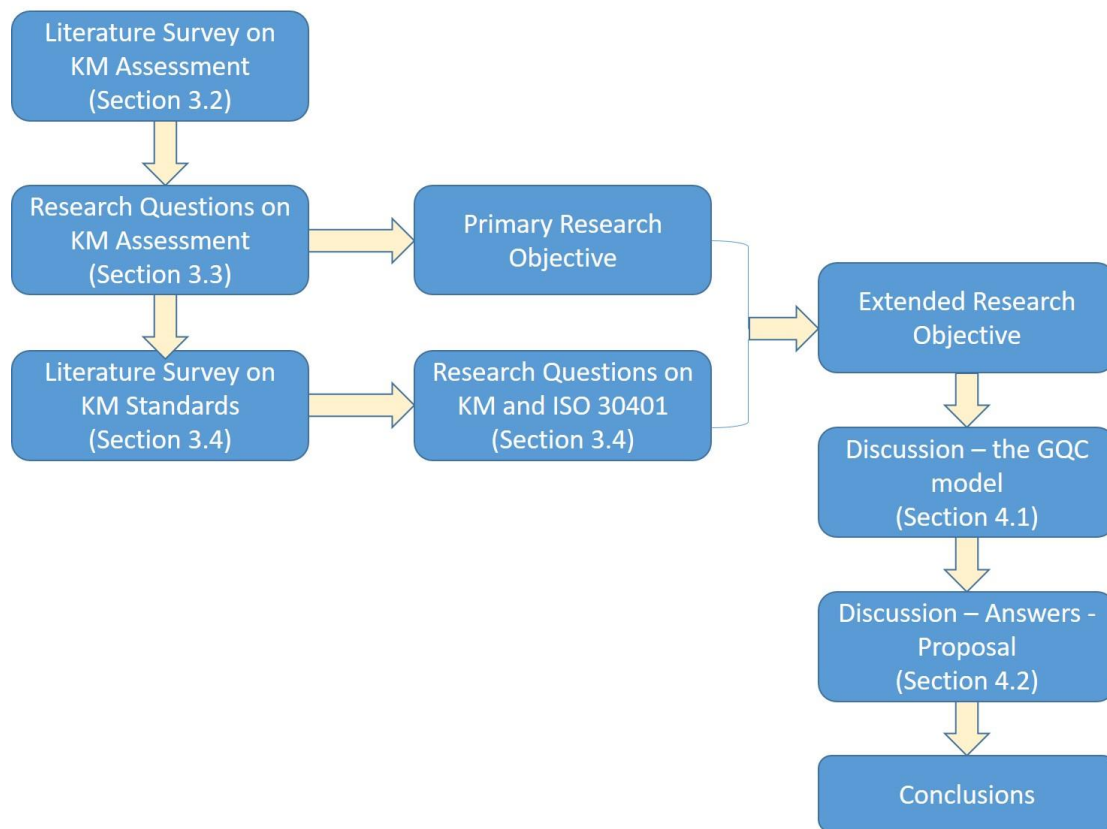 Literature Survey on
KM Assessment
(Section 3.2)
Research Questions on
KM Assessment
(Section 3.3)
Primary Research
Objective
Literature Survey on
KM Standards
(Section 3.4)
Research Questions on
KM and ISO 30401
(Section 3.4)
Extended Research
Objective
Discussion – the GQC
model
(Section 4.1)
Discussion – Answers -
Proposal
(Section 4.2)
Conclusions